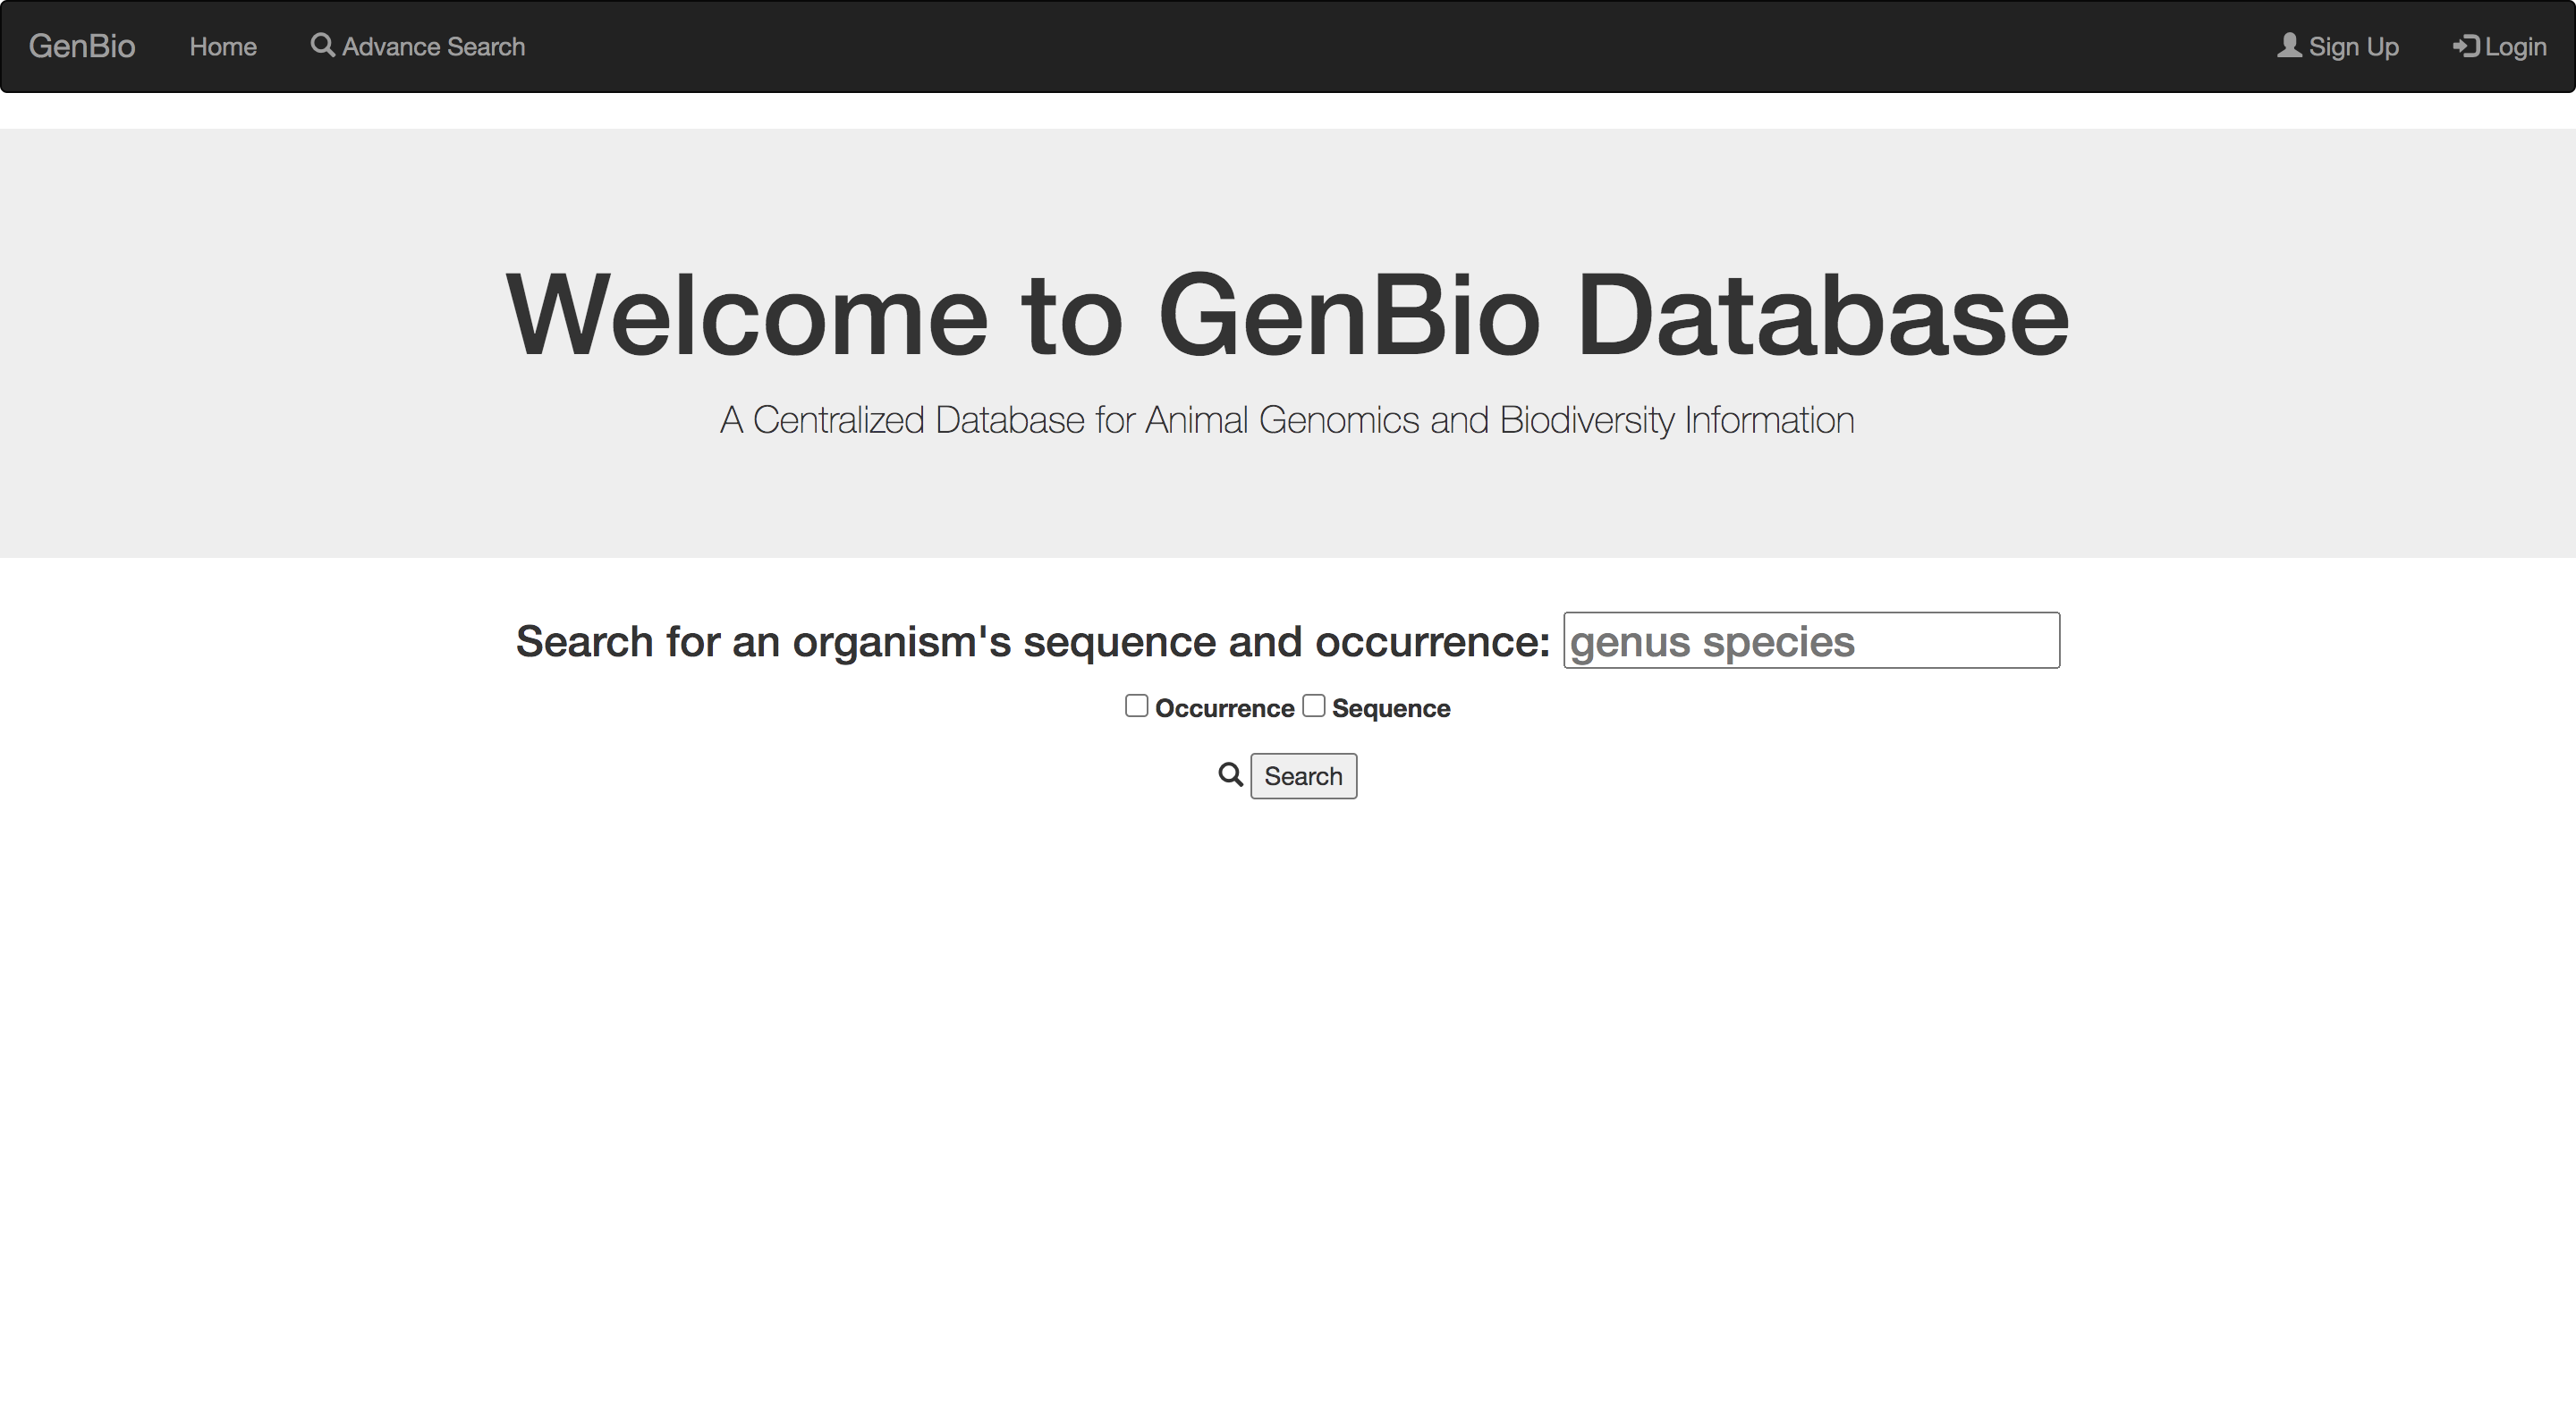 GenBio Home Advance Search Sign Up Login
Welcome to GenBio Database
A Centralized Database for Animal Genomics and Biodiversity Information
Search for an organism's sequence and occurrence: genus species
Occurrence Sequence
Search